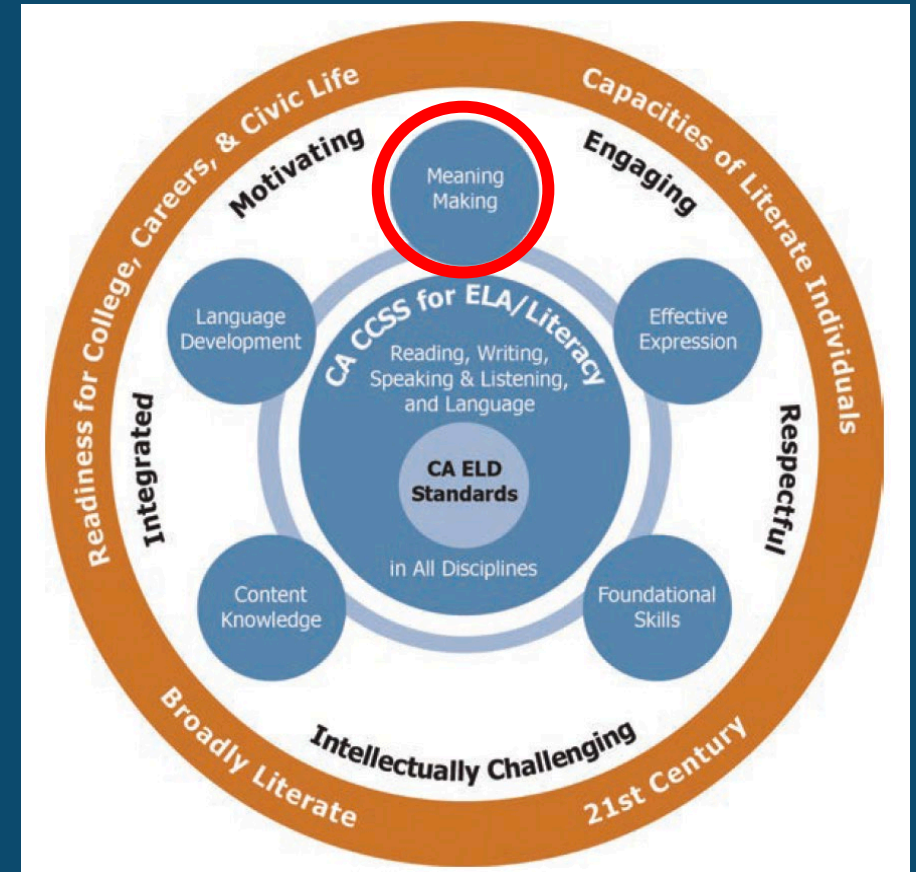 Readiness for College, Careers, & Civic Life
Capacities of Literate Individuals
Motivating
Engaging
Meaning
Making
Language
Development
Effective
Expression
CA CCSS for ELA/Literacy
Reading, Writing,
Speaking & Listening,
and Language
CA ELD
Standards
in All Disciplines
Integrated
Respectful
Content
Knowledge
Foundational
Skills
Intellectually Challenging
Broadly Literate
21st Century